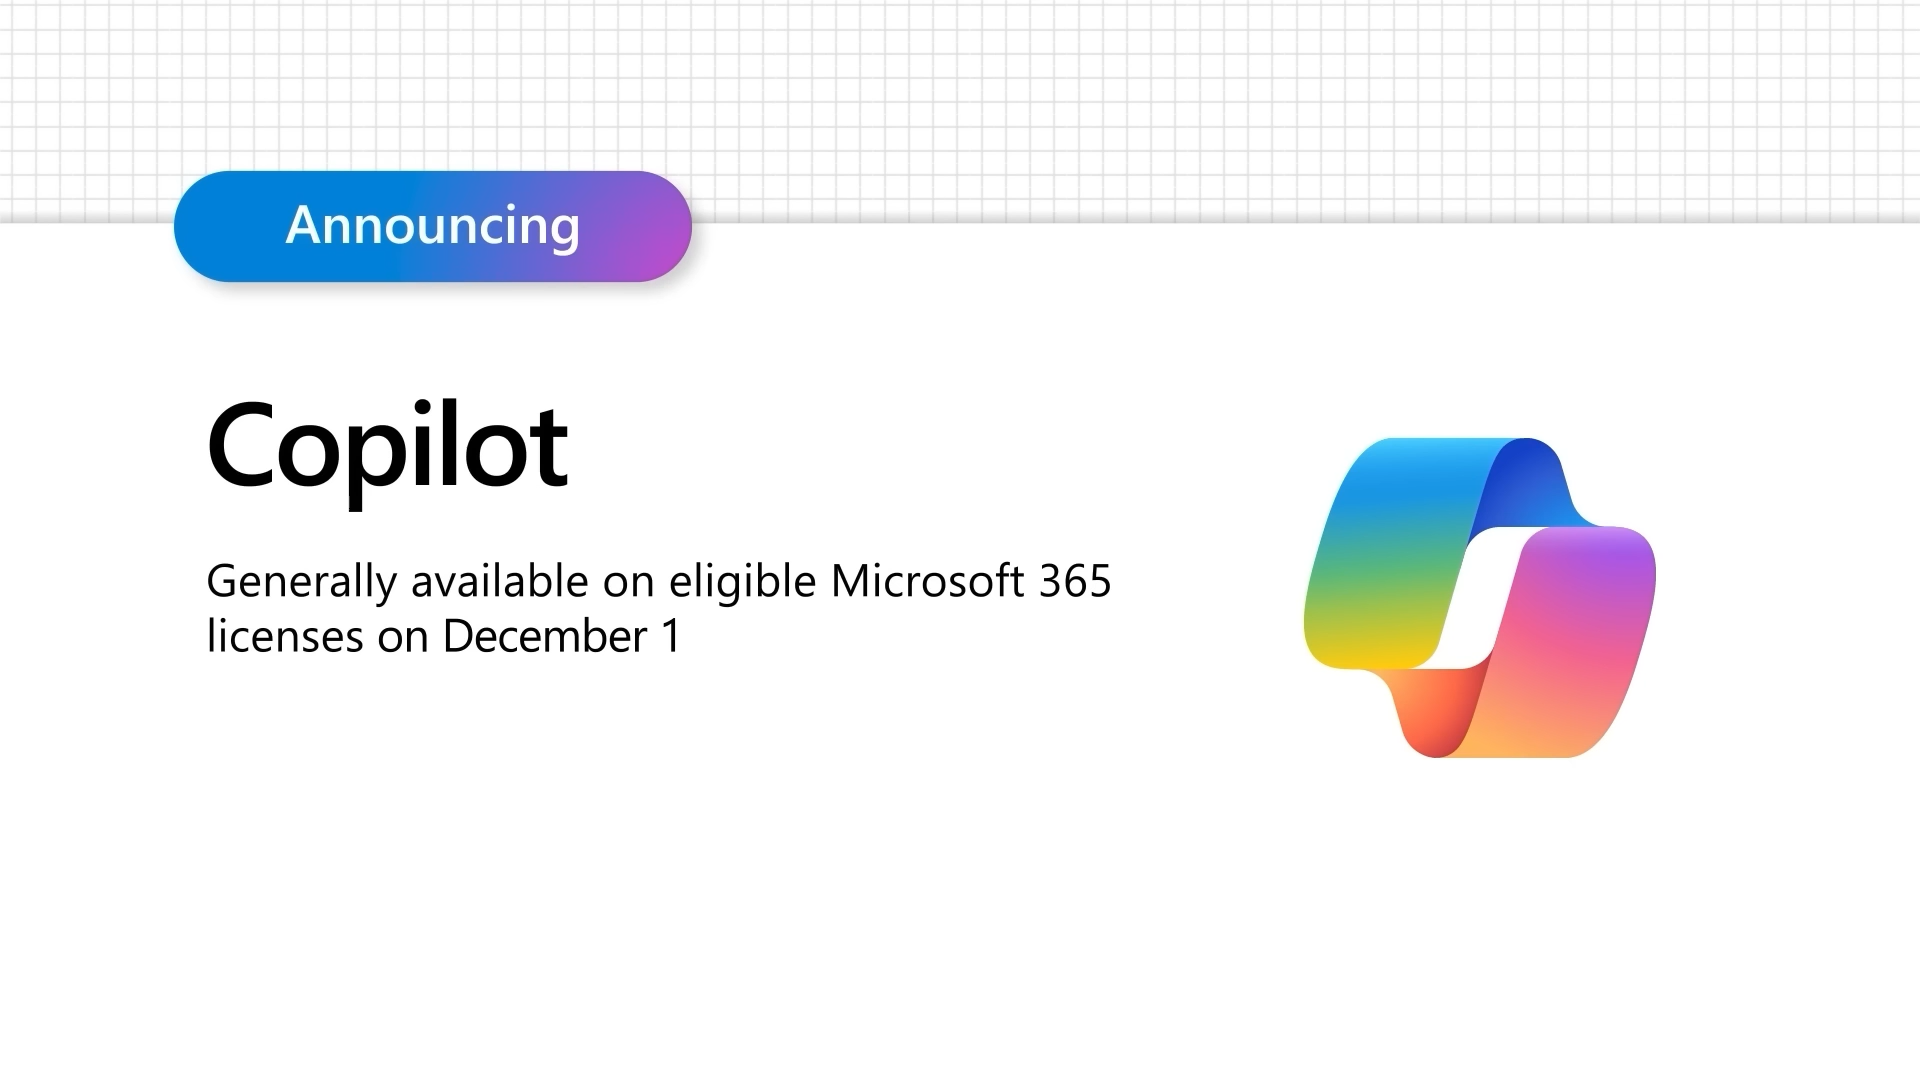 Announcing
Copilot
Generally available on eligible Microsoft 365
licenses on December 1